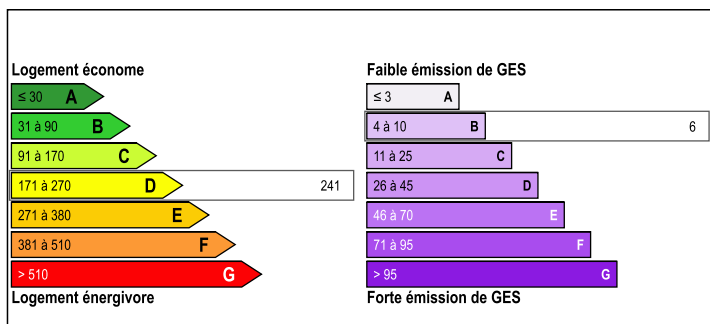 Logement économe
≤ 30 A
31 à 90 B
91 à 170 C
171 à 270 D 241
271 à 380 E
381 à 510 F
> 510 G
Logement énergivore
Faible émission de GES
≤ 3 A
4 à 10 B 6
11 à 25 C
26 à 45 D
46 à 70 E
71 à 95 F
> 95 G
Forte émission de GES